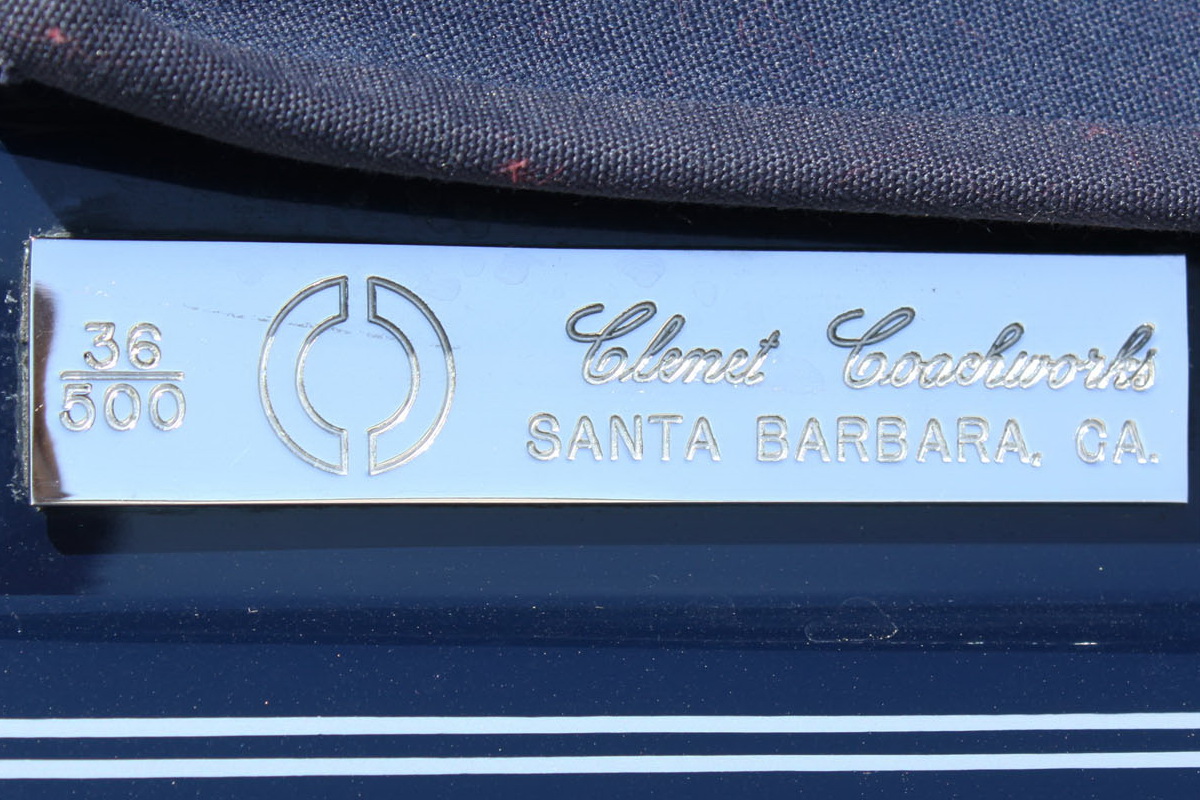 36
500
Clenet Coachworks
SANTA BARBARA, CA.